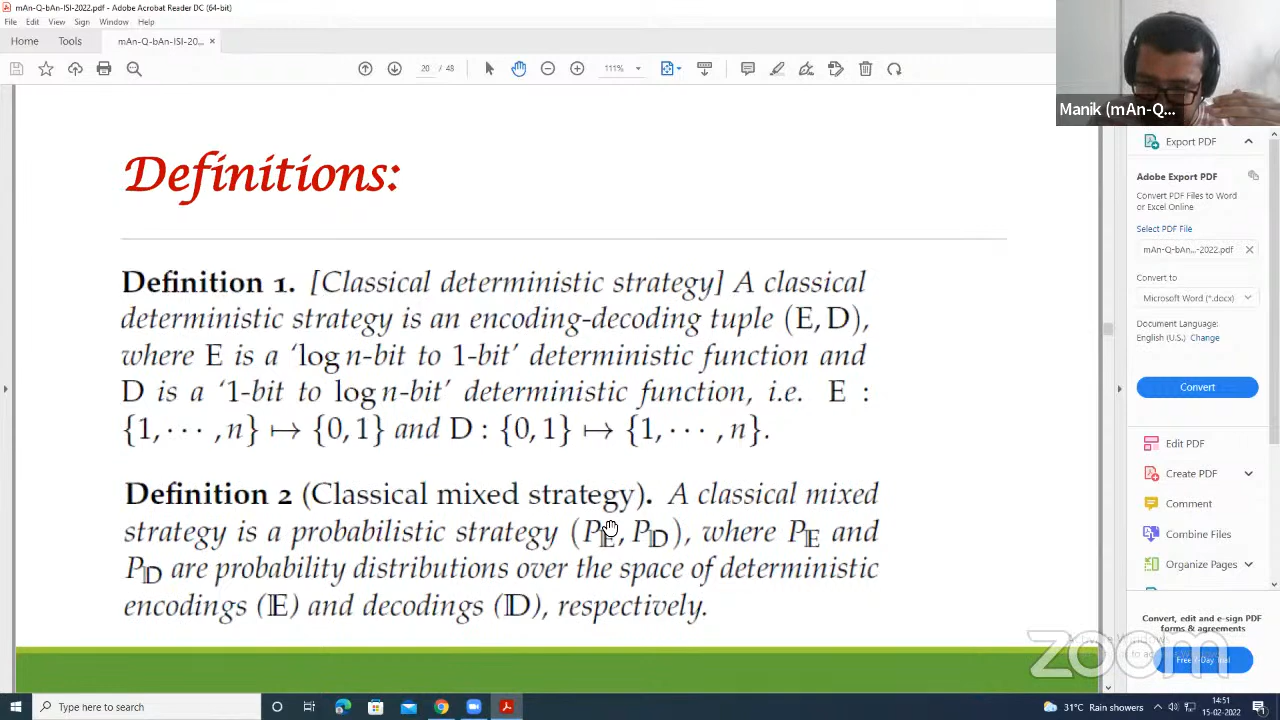 mAn-Q-bAn-ISI-2022.pdf - Adobe Acrobat Reader DC (64-bit)
File Edit View Sign Window Help
Home Tools mAn-Q-bAn-ISI-20... ×
20 / 48 111%
Manik (mAn-Q...
Definitions:
Definition 1. [Classical deterministic strategy] A classical
deterministic strategy is an encoding-decoding tuple (E, D),
where E is a ‘log n-bit to 1-bit’ deterministic function and
D is a ‘1-bit to log n-bit’ deterministic function, i.e. E :
{1, ⋯ , n} ↦ {0, 1} and D : {0, 1} ↦ {1, ⋯ , n}.
Definition 2 (Classical mixed strategy). A classical mixed
strategy is a probabilistic strategy (P𝔼, P𝔻), where P𝔼 and
P𝔻 are probability distributions over the space of deterministic
encodings (𝔼) and decodings (𝔻), respectively.
Export PDF
Adobe Export PDF
Convert PDF Files to Word
or Excel Online
Select PDF File
mAn-Q-bAn...-2022.pdf ×
Convert to
Microsoft Word (*.docx)
Document Language:
English (U.S.) Change
Convert
Edit PDF
Create PDF
Comment
Combine Files
Organize Pages
Convert, edit and e-sign PDF
forms & agreements
Free 7-Day Trial
zoom
Type here to search
31°C Rain showers
14:51
15-02-2022